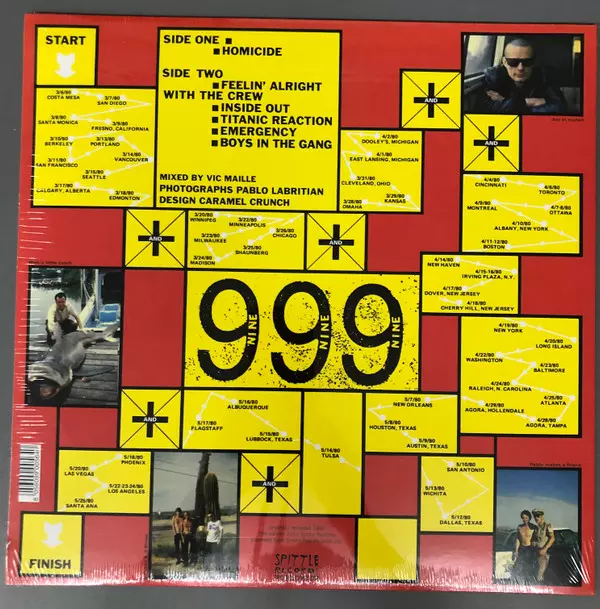 START
SIDE ONE ■
■ HOMICIDE
SIDE TWO
■ FEELIN' ALRIGHT
WITH THE CREW
■ INSIDE OUT
■ TITANIC REACTION
■ EMERGENCY
■ BOYS IN THE GANG
MIXED BY VIC MAILLE
PHOTOGRAPHS PABLO LABRITIAN
DESIGN CARAMEL CRUNCH
3/6/80
COSTA MESA
3/7/80
SAN DIEGO
3/8/80
SANTA MONICA
3/9/80
FRESNO, CALIFORNIA
3/10/80
BERKELEY
3/13/80
PORTLAND
3/11/80
SAN FRANCISCO
3/14/80
VANCOUVER
3/15/80
SEATTLE
3/17/80
CALGARY, ALBERTA
3/18/80
EDMONTON
AND
3/20/80
WINNIPEG
3/22/80
MINNEAPOLIS
3/23/80
MILWAUKEE
3/26/80
CHICAGO
3/25/80
SHAUNBERG
3/24/80
MADISON
AND
4/2/80
DOOLEY'S, MICHIGAN
4/1/80
EAST LANSING, MICHIGAN
3/31/80
CLEVELAND, OHIO
3/29/80
KANSAS
3/28/80
OMAHA
AND
AND
4/4/80
CINCINNATI
4/6/80
TORONTO
4/9/80
MONTREAL
4/7-8/80
OTTAWA
4/10/80
ALBANY, NEW YORK
4/11-12/80
BOSTON
4/14/80
NEW HAVEN
4/15-16/80
IRVING PLAZA, N.Y.
4/17/80
DOVER, NEW JERSEY
4/18/80
CHERRY HILL, NEW JERSEY
999
NINE NINE NINE
4/19/80
NEW YORK
4/20/80
LONG ISLAND
4/22/80
WASHINGTON
4/23/80
BALTIMORE
4/24/80
RALEIGH, N. CAROLINA
4/25/80
ATLANTA
4/29/80
AGORA, HOLLENDALE
4/26/80
AGORA, TAMPA
AND
5/16/80
ALBUQUERQUE
5/17/80
FLAGSTAFF
5/15/80
LUBBOCK, TEXAS
5/14/80
TULSA
5/7/80
NEW ORLEANS
5/8/80
HOUSTON, TEXAS
5/9/80
AUSTIN, TEXAS
5/18/80
PHOENIX
5/20/80
LAS VEGAS
5/22-23-24/80
LOS ANGELES
5/25/80
SANTA ANA
AND
5/10/80
SAN ANTONIO
5/13/80
WICHITA
5/12/80
DALLAS, TEXAS
Pablo makes a friend
FINISH
SPITTLE